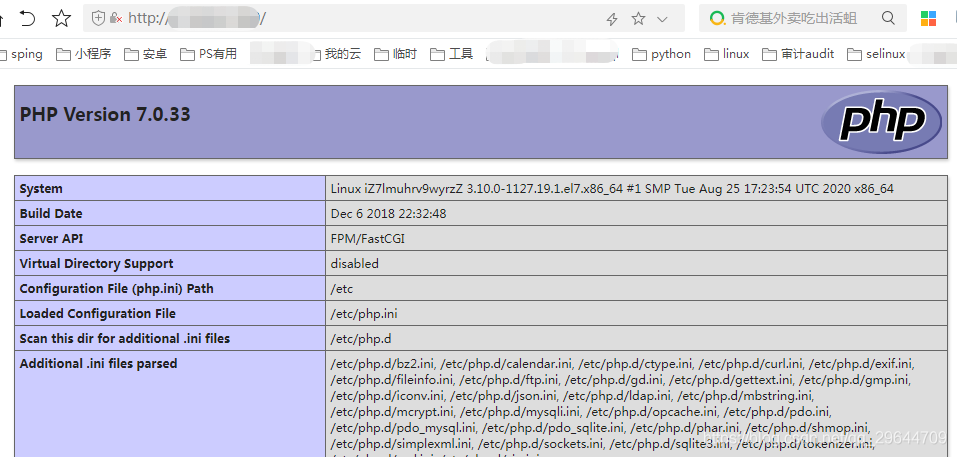 http:// /
肯德基外卖吃出活蛆
sping 小程序 安卓 PS有用 我的云 临时 工具 python linux 审计audit selinux
PHP Version 7.0.33
php
System Linux iZ7lmuhrv9wyrzZ 3.10.0-1127.19.1.el7.x86_64 #1 SMP Tue Aug 25 17:23:54 UTC 2020 x86_64
Build Date Dec 6 2018 22:32:48
Server API FPM/FastCGI
Virtual Directory Support disabled
Configuration File (php.ini) Path /etc
Loaded Configuration File /etc/php.ini
Scan this dir for additional .ini files /etc/php.d
Additional .ini files parsed /etc/php.d/bz2.ini, /etc/php.d/calendar.ini, /etc/php.d/ctype.ini, /etc/php.d/curl.ini, /etc/php.d/exif.ini,
/etc/php.d/fileinfo.ini, /etc/php.d/ftp.ini, /etc/php.d/gd.ini, /etc/php.d/gettext.ini, /etc/php.d/gmp.ini,
/etc/php.d/iconv.ini, /etc/php.d/json.ini, /etc/php.d/ldap.ini, /etc/php.d/mbstring.ini,
/etc/php.d/mcrypt.ini, /etc/php.d/mysqli.ini, /etc/php.d/opcache.ini, /etc/php.d/pdo.ini,
/etc/php.d/pdo_mysql.ini, /etc/php.d/pdo_sqlite.ini, /etc/php.d/phar.ini, /etc/php.d/shmop.ini,
/etc/php.d/simplexml.ini, /etc/php.d/sockets.ini, /etc/php.d/sqlite3.ini, /etc/php.d/tokenizer.ini,